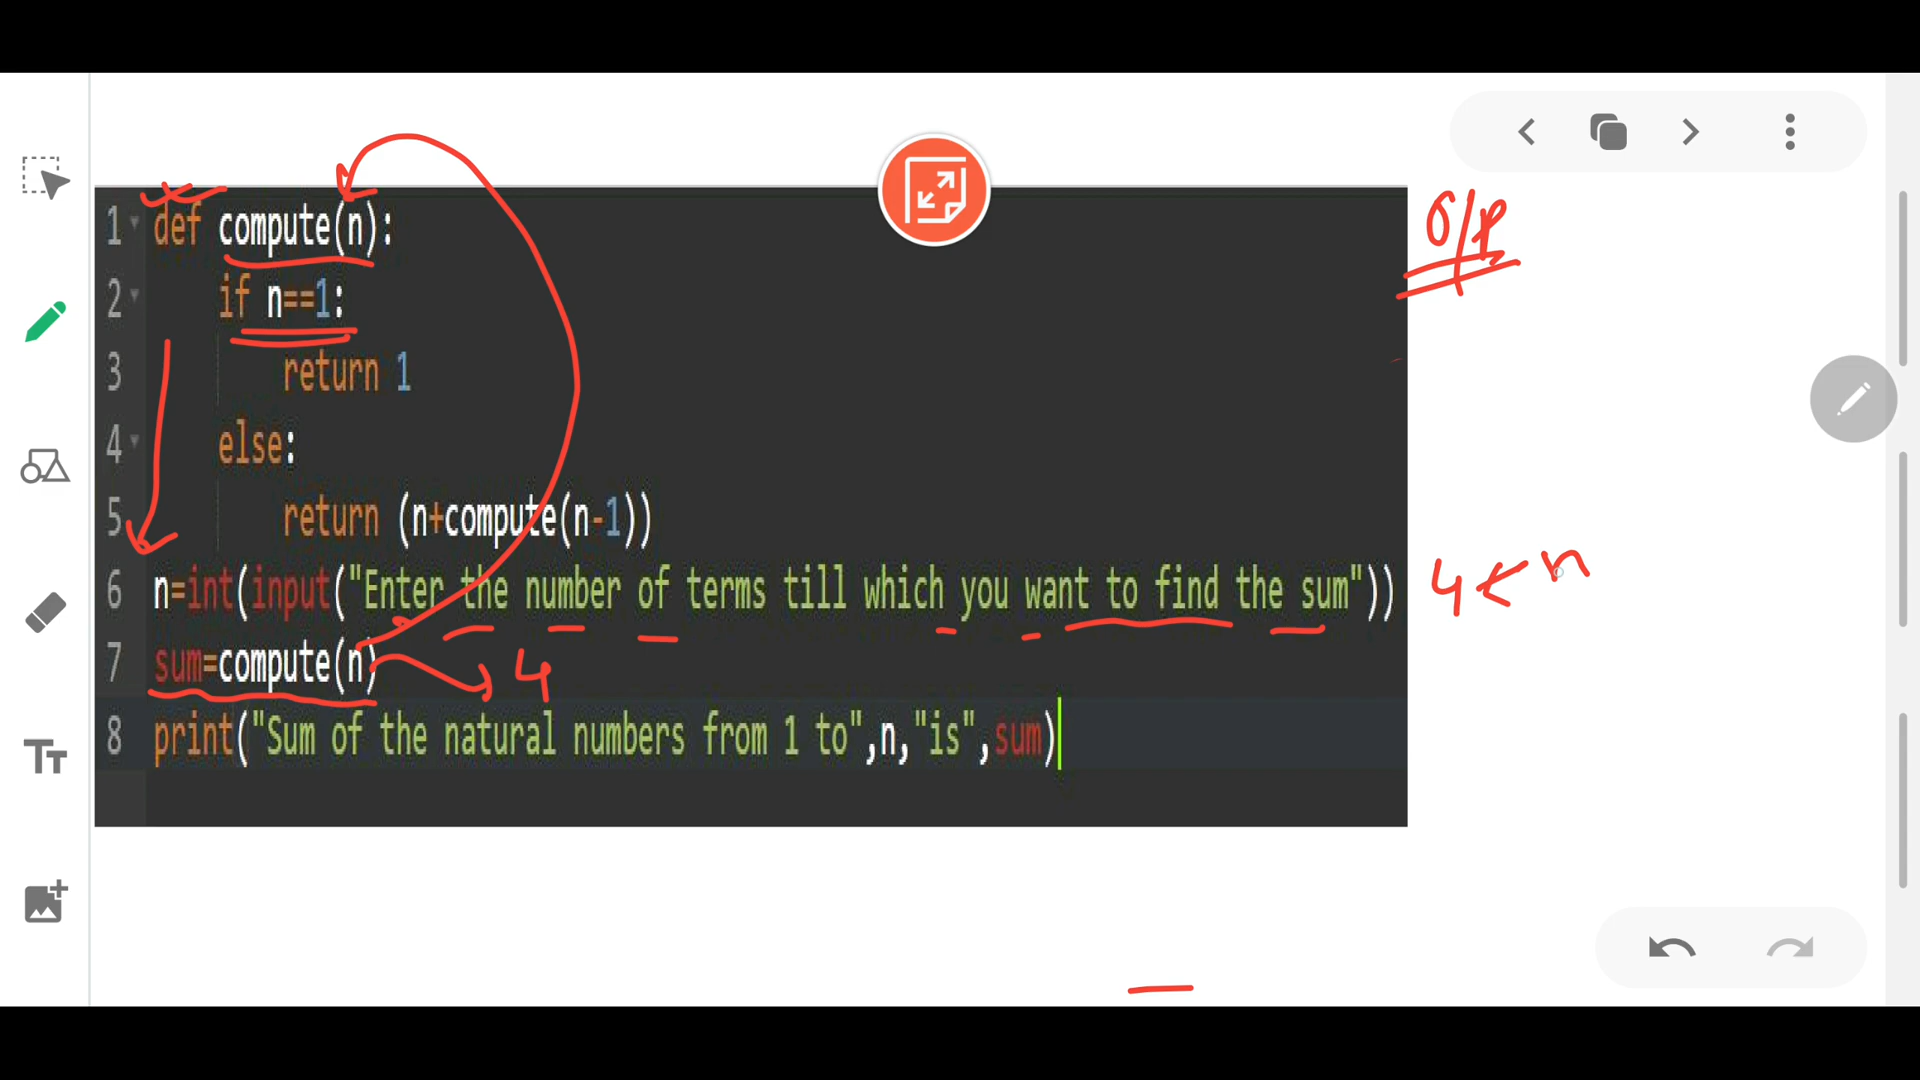 1 def compute(n):
2 if n==1:
3 return 1
4 else:
5 return (n+compute(n-1))
6 n=int(input("Enter the number of terms till which you want to find the sum"))
7 sum=compute(n)
8 print("Sum of the natural numbers from 1 to",n,"is",sum)
O/P
4 ← n
→ 4
TT